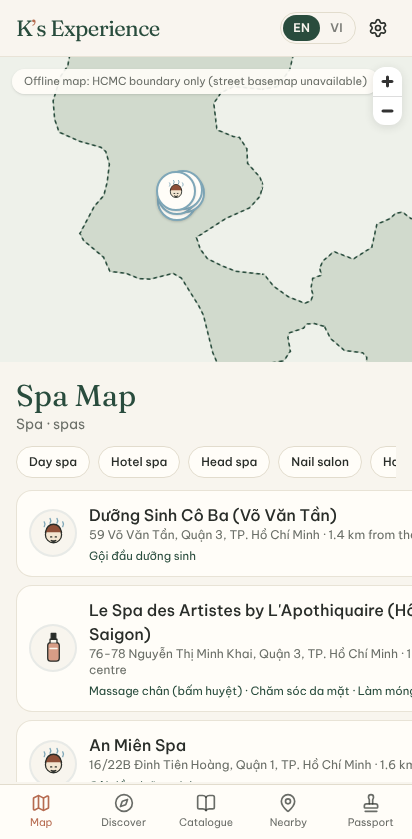 K's Experience
EN VI
Offline map: HCMC boundary only (street basemap unavailable)
Spa Map
Spa · spas
Day spa Hotel spa Head spa Nail salon
Dưỡng Sinh Cô Ba (Võ Văn Tần)
59 Võ Văn Tần, Quận 3, TP. Hồ Chí Minh · 1.4 km from
Gội đầu dưỡng sinh
Le Spa des Artistes by L'Apothiquaire
Saigon)
76-78 Nguyễn Thị Minh Khai, Quận 3, TP. Hồ Chí Minh ·
centre
Massage chân (bấm huyệt) · Chăm sóc da mặt · Làm
An Miên Spa
16/22B Đinh Tiên Hoàng, Quận 1, TP. Hồ Chí Minh · 1.6
Map Discover Catalogue Nearby Passport